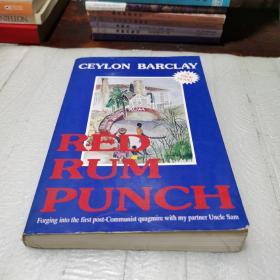 CEYLON BARCLAY
RED
RUM
PUNCH
Forging into the first post-Communist quagmire with my partner Uncle Sam